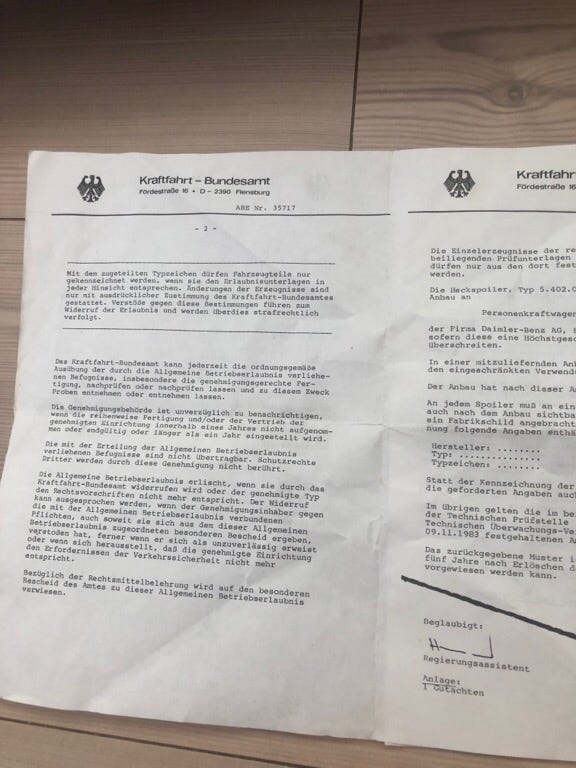 Kraftfahrt – Bundesamt
Fördestraße 16 • D – 2390 Flensburg
ABE Nr. 35717
- 2 -
Mit dem zugeteilten Typzeichen dürfen Fahrzeugteile nur
gekennzeichnet werden, wenn sie den Erlaubnisunterlagen in
jeder Hinsicht entsprechen. Änderungen der Erzeugnisse sind
nur mit ausdrücklicher Zustimmung des Kraftfahrt-Bundesamtes
gestattet. Verstöße gegen diese Bestimmungen führen zum
Widerruf der Erlaubnis und werden überdies strafrechtlich
verfolgt.
Das Kraftfahrt-Bundesamt kann jederzeit die ordnungsgemäße
Ausübung der durch die Allgemeine Betriebserlaubnis verliehe-
nen Befugnisse, insbesondere die genehmigungsgerechte Fer-
tigung, nachprüfen oder nachprüfen lassen und zu diesem Zweck
Proben entnehmen oder entnehmen lassen.
Die Genehmigungsbehörde ist unverzüglich zu benachrichtigen,
wenn die reihenweise Fertigung und/oder der Vertrieb der
genehmigten Einrichtung innerhalb eines Jahres nicht aufgenom-
men oder endgültig oder länger als ein Jahr eingestellt wird.
Die mit der Erteilung der Allgemeinen Betriebserlaubnis
verliehenen Befugnisse sind nicht übertragbar. Schutzrechte
Dritter werden durch diese Genehmigung nicht berührt.
Die Allgemeine Betriebserlaubnis erlischt, wenn sie durch das
Kraftfahrt-Bundesamt widerrufen wird oder der genehmigte Typ
den Rechtsvorschriften nicht mehr entspricht. Der Widerruf
kann ausgesprochen werden, wenn der Genehmigungsinhaber gegen
die mit der Allgemeinen Betriebserlaubnis verbundenen
Pflichten, auch soweit sie sich aus dem dieser Allgemeinen
Betriebserlaubnis zugeordneten besonderen Bescheid ergeben,
verstoßen hat, ferner wenn er sich als unzuverlässig erweist
oder wenn sich herausstellt, daß die genehmigte Einrichtung
den Erfordernissen der Verkehrssicherheit nicht mehr
entspricht.
Bezüglich der Rechtsmittelbelehrung wird auf den besonderen
Bescheid des Amtes zu dieser Allgemeinen Betriebserlaubnis
verwiesen.
Kraftfahrt
Fördestraße 16 •
Die Einzelerzeugnisse der re
beiliegenden Prüfunterlagen
dürfen nur aus den dort fest
werden.
Die Heckspoiler, Typ 5.402.0
Anbau an
Personenkraftwagen
der Firma Daimler-Benz AG,
sofern diese eine Höchstgesc
überschreiten.
In einer mitzuliefernden Anb
den eingeschränkten Verwend
Der Anbau hat nach dieser A
An jedem Spoiler muß an ein
auch nach dem Anbau sichtba
ein Fabrikschild angebracht
nung folgende Angaben enthä
Hersteller: ........
Typ: ........
Typzeichen: ........
Statt der Kennzeichnung der
die geforderten Angaben auch
Im übrigen gelten die im be
der Technischen Prüfstelle
Technischen Überwachungs-Ve
09.11.1983 festgehaltenen A
Das zurückgegebene Muster i
fünf Jahre nach Erlöschen d
vorgewiesen werden kann.
Beglaubigt:
Regierungsassistent
Anlage:
1 Gutachten